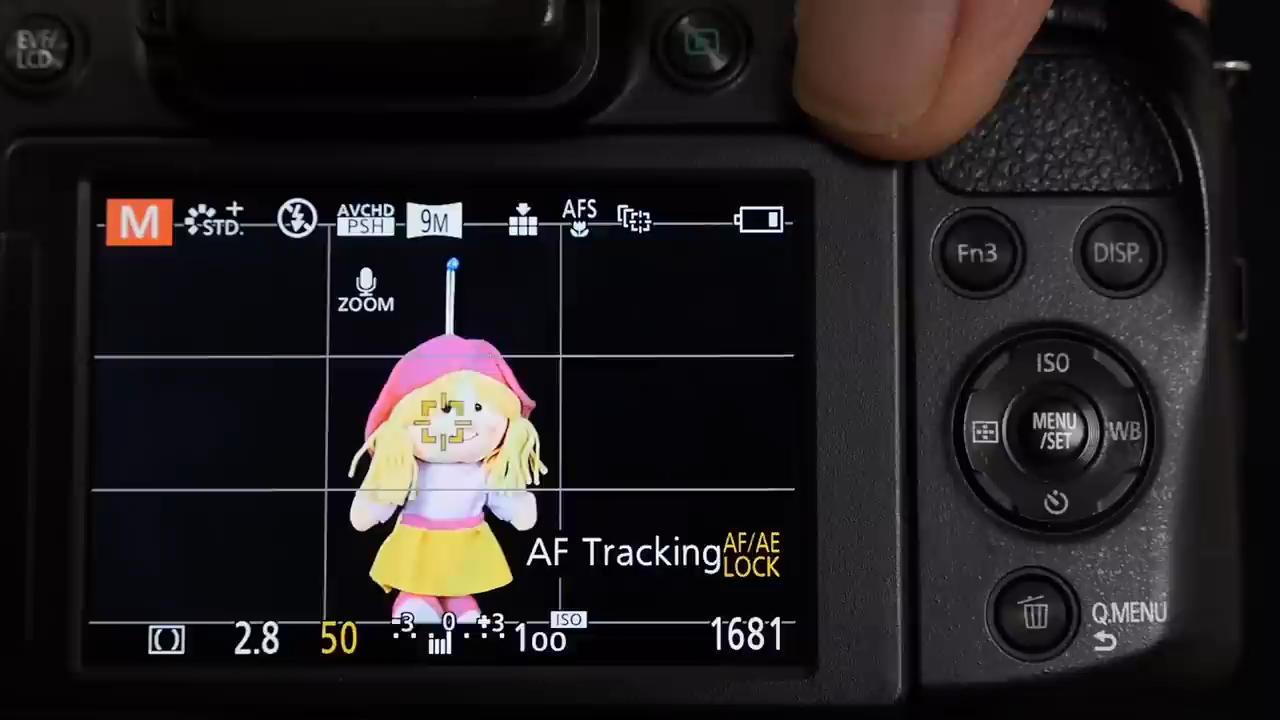 EVF/
LCD
M
STD.
AVCHD
PSH
9M
AFS
ZOOM
AF Tracking
AF/AE
LOCK
2.8
50
-3 0 +3
ISO
100
1681
Fn3
DISP.
ISO
MENU
/SET
WB
Q.MENU